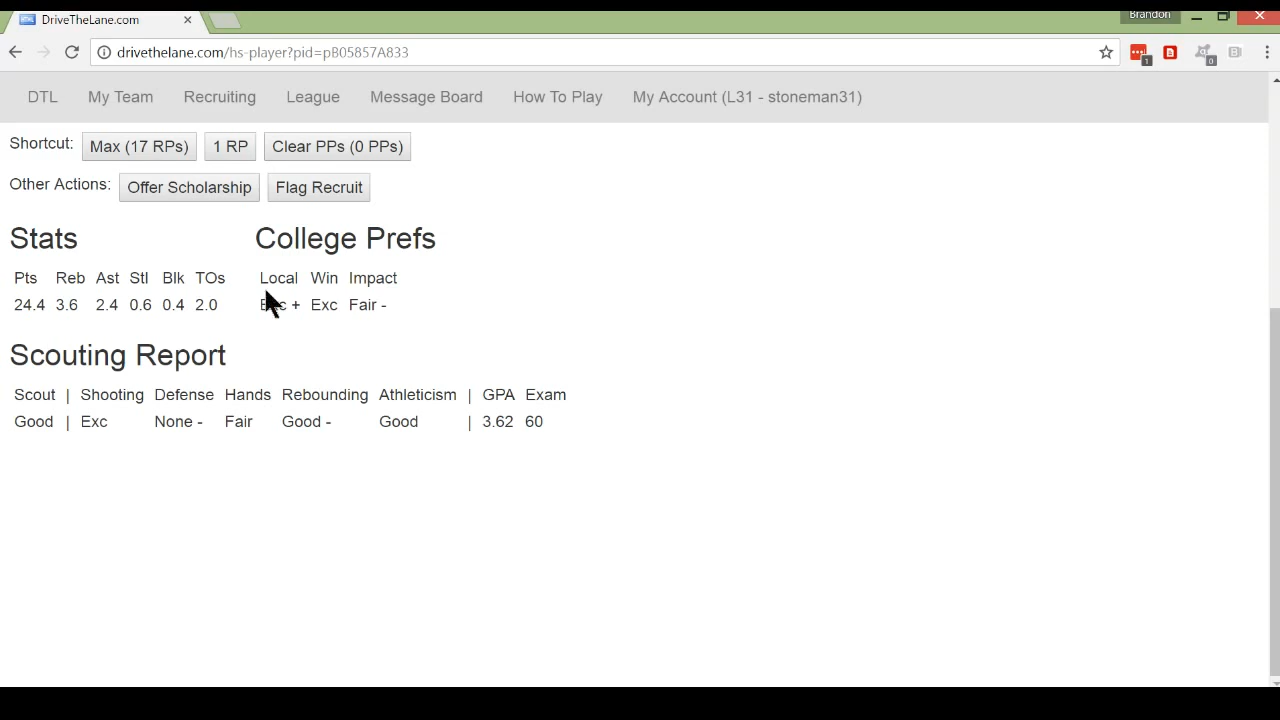 Brandon
DriveTheLane.com
drivethelane.com/hs-player?pid=pB05857A833
1
0
B
DTL My Team Recruiting League Message Board How To Play My Account (L31 - stoneman31)
Shortcut: Max (17 RPs) 1 RP Clear PPs (0 PPs)
Other Actions: Offer Scholarship Flag Recruit
Stats College Prefs
Pts Reb Ast Stl Blk TOs Local Win Impact
24.4 3.6 2.4 0.6 0.4 2.0 Exc + Exc Fair -
Scouting Report
Scout | Shooting Defense Hands Rebounding Athleticism | GPA Exam
Good | Exc None - Fair Good - Good | 3.62 60